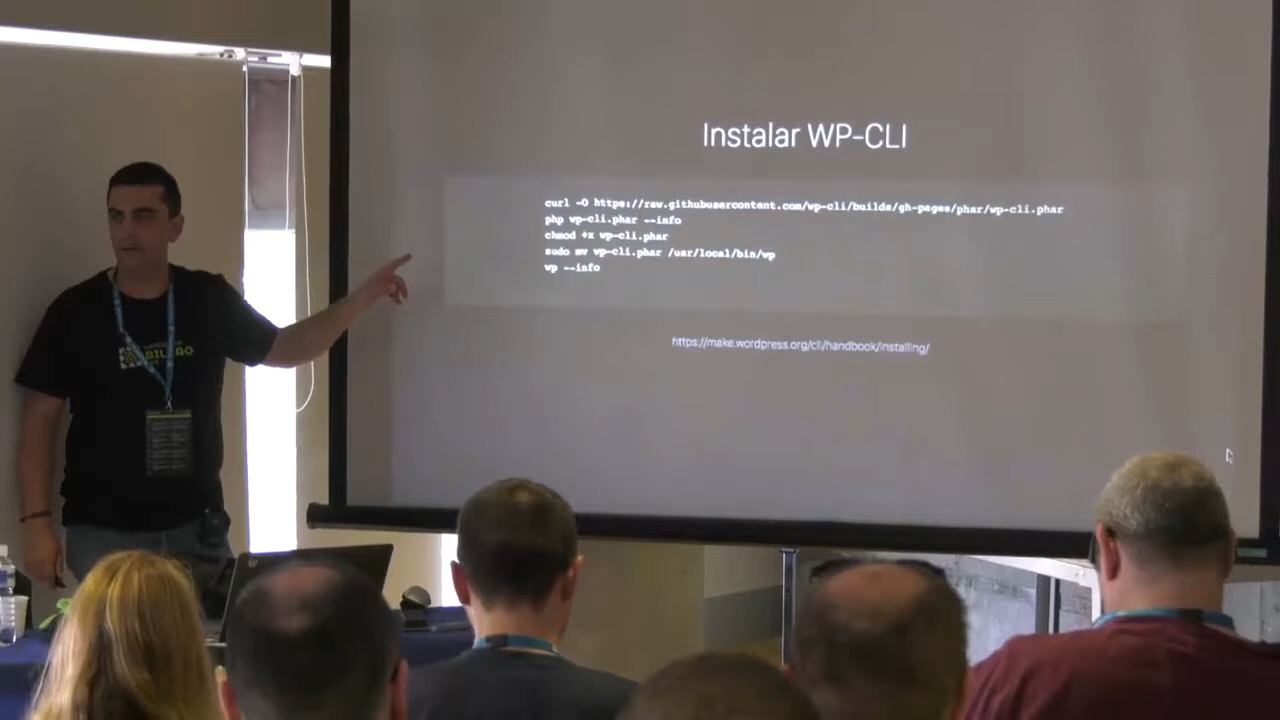 Instalar WP-CLI
curl -O https://raw.githubusercontent.com/wp-cli/builds/gh-pages/phar/wp-cli.phar
php wp-cli.phar --info
chmod +x wp-cli.phar
sudo mv wp-cli.phar /usr/local/bin/wp
wp --info
https://make.wordpress.org/cli/handbook/installing/
BILBAO